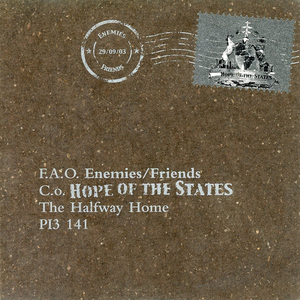 ENEMIES
29/09/03
FRIENDS
HOPE OF THE STATES
F.A.O. Enemies/Friends
C.o. HOPE OF THE STATES
The Halfway Home
PI3 141